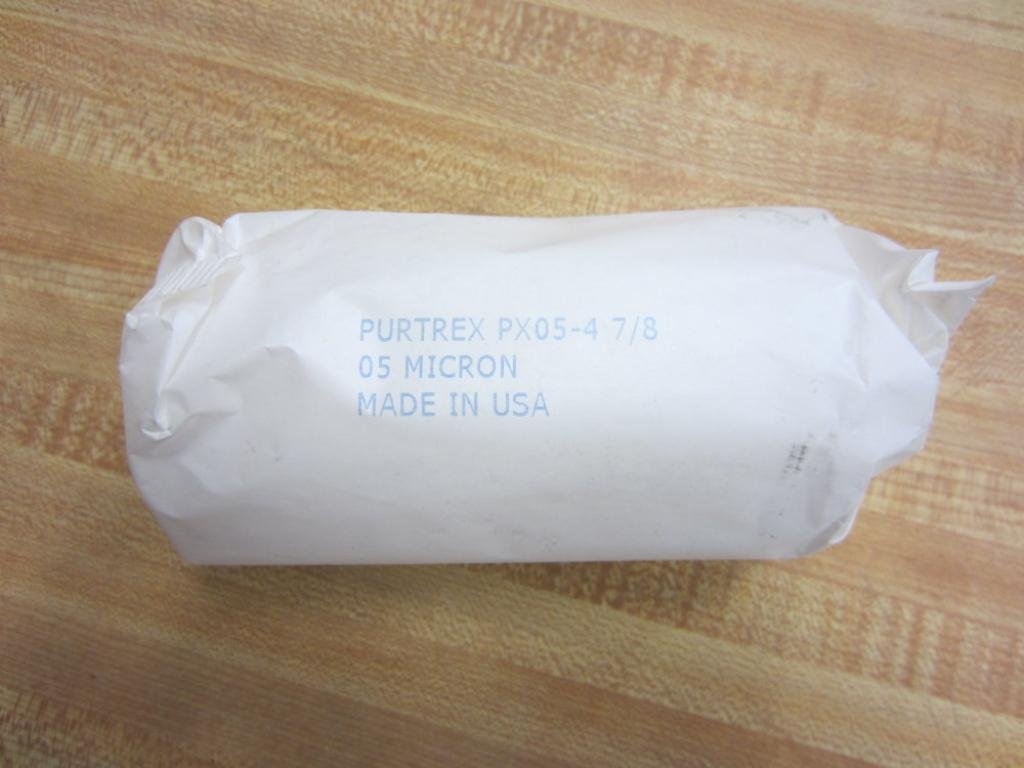 PURTREX PX05-4 7/8
05 MICRON
MADE IN USA